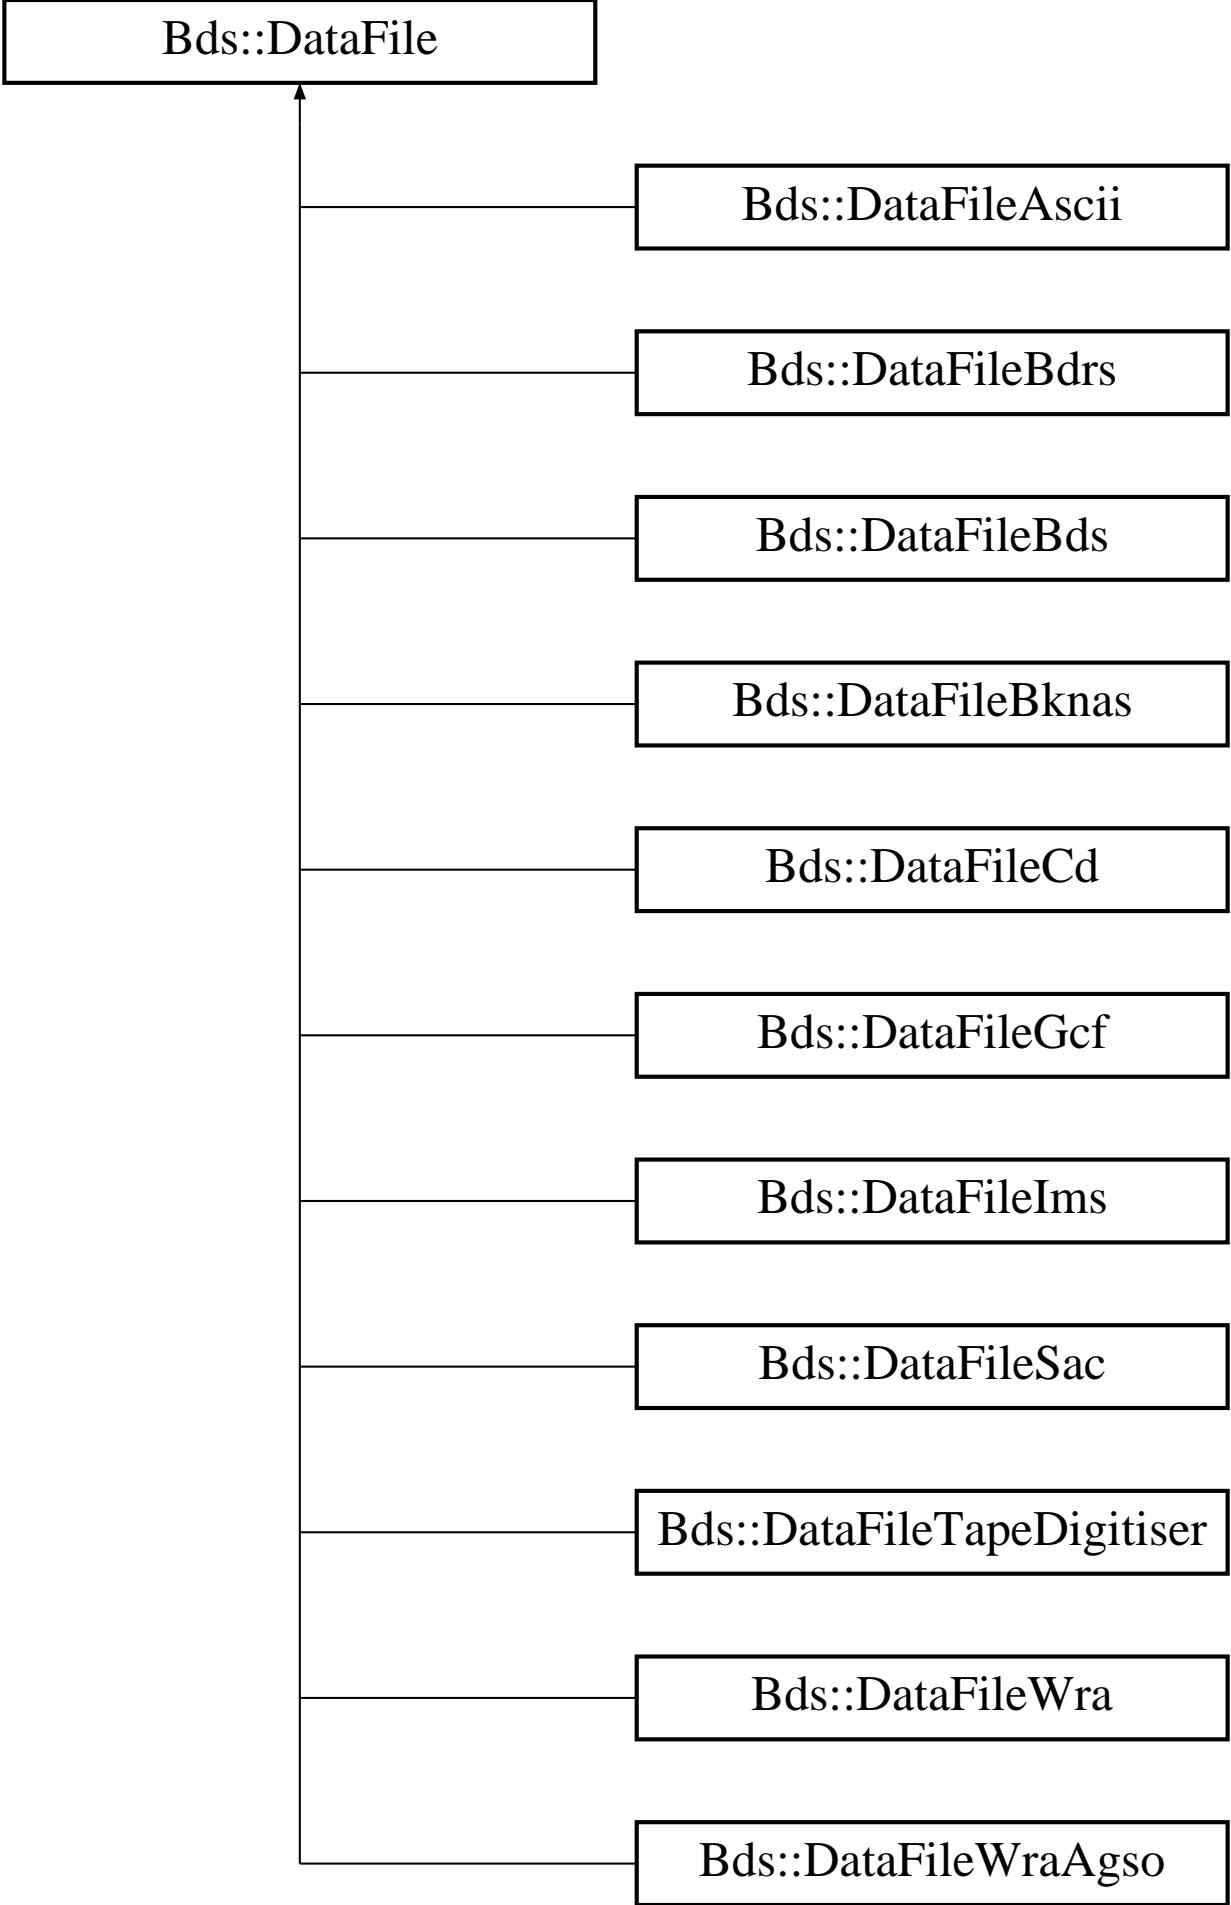 Bds::DataFile
Bds::DataFileAscii
Bds::DataFileBdrs
Bds::DataFileBds
Bds::DataFileBknas
Bds::DataFileCd
Bds::DataFileGcf
Bds::DataFileIms
Bds::DataFileSac
Bds::DataFileTapeDigitiser
Bds::DataFileWra
Bds::DataFileWraAgso